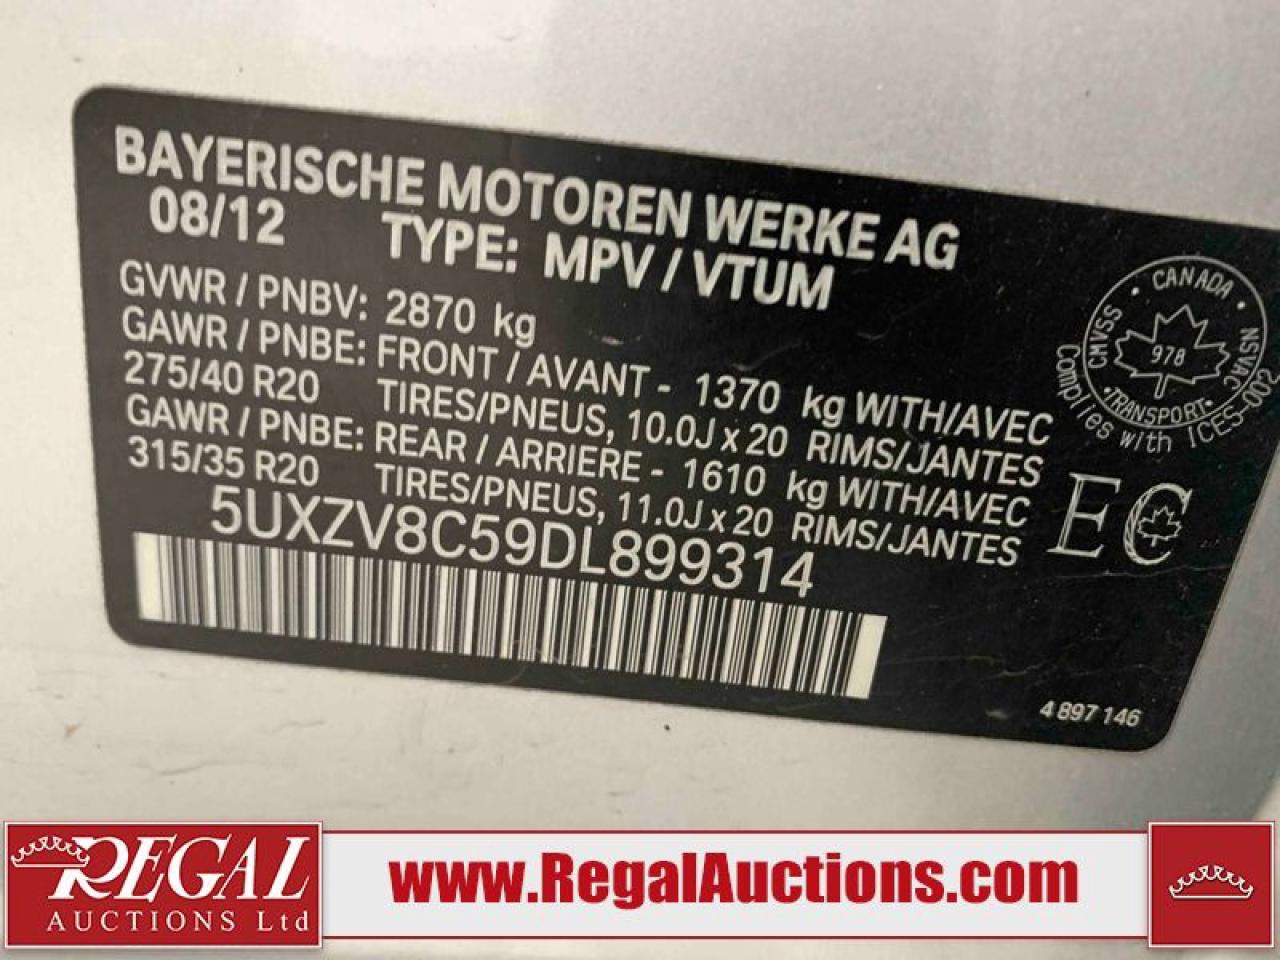 BAYERISCHE MOTOREN WERKE AG
08/12 TYPE: MPV / VTUM
GVWR / PNBV: 2870 kg
GAWR / PNBE: FRONT / AVANT - 1370 kg WITH/AVEC
275/40 R20 TIRES/PNEUS, 10.0J x 20 RIMS/JANTES
GAWR / PNBE: REAR / ARRIERE - 1610 kg WITH/AVEC
315/35 R20 TIRES/PNEUS, 11.0J x 20 RIMS/JANTES
5UXZV8C59DL899314
CANADA
CMVSS • NSVAC
978
• TRANSPORT •
Complies with ICES-002
EC
4 897 146
REGAL
AUCTIONS Ltd
www.RegalAuctions.com